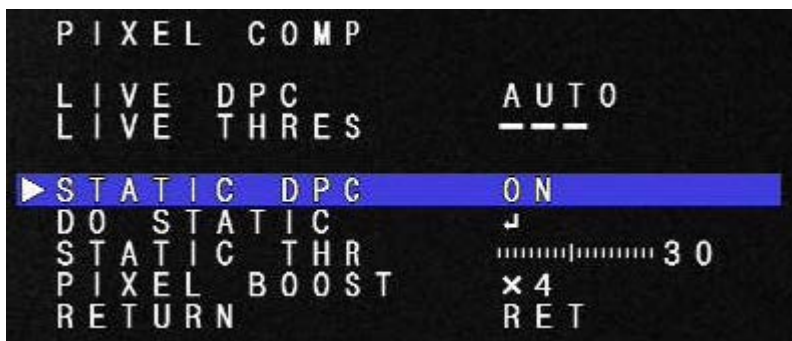 PIXEL COMP
LIVE DPC AUTO
LIVE THRES ---
STATIC DPC ON
DO STATIC ↵
STATIC THR 30
PIXEL BOOST ×4
RETURN RET